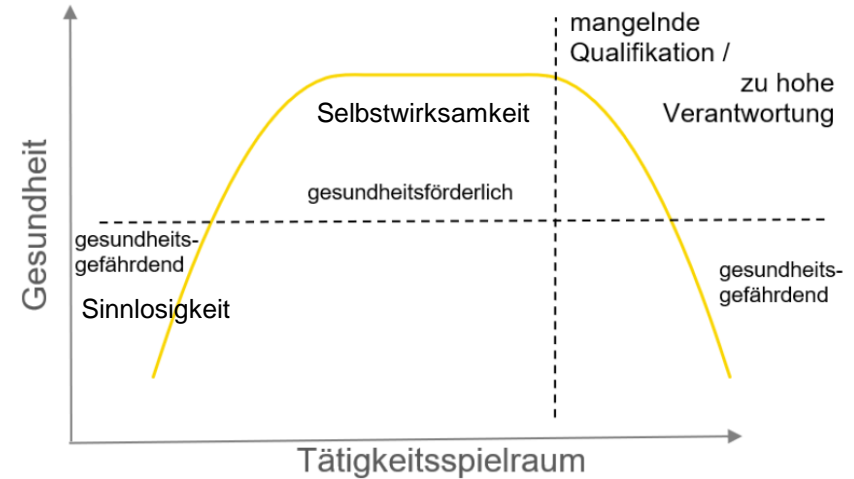 mangelnde
Qualifikation /
zu hohe
Verantwortung
Selbstwirksamkeit
gesundheitsförderlich
gesundheits-
gefährdend
Sinnlosigkeit
gesundheits-
gefährdend
Gesundheit
Tätigkeitsspielraum